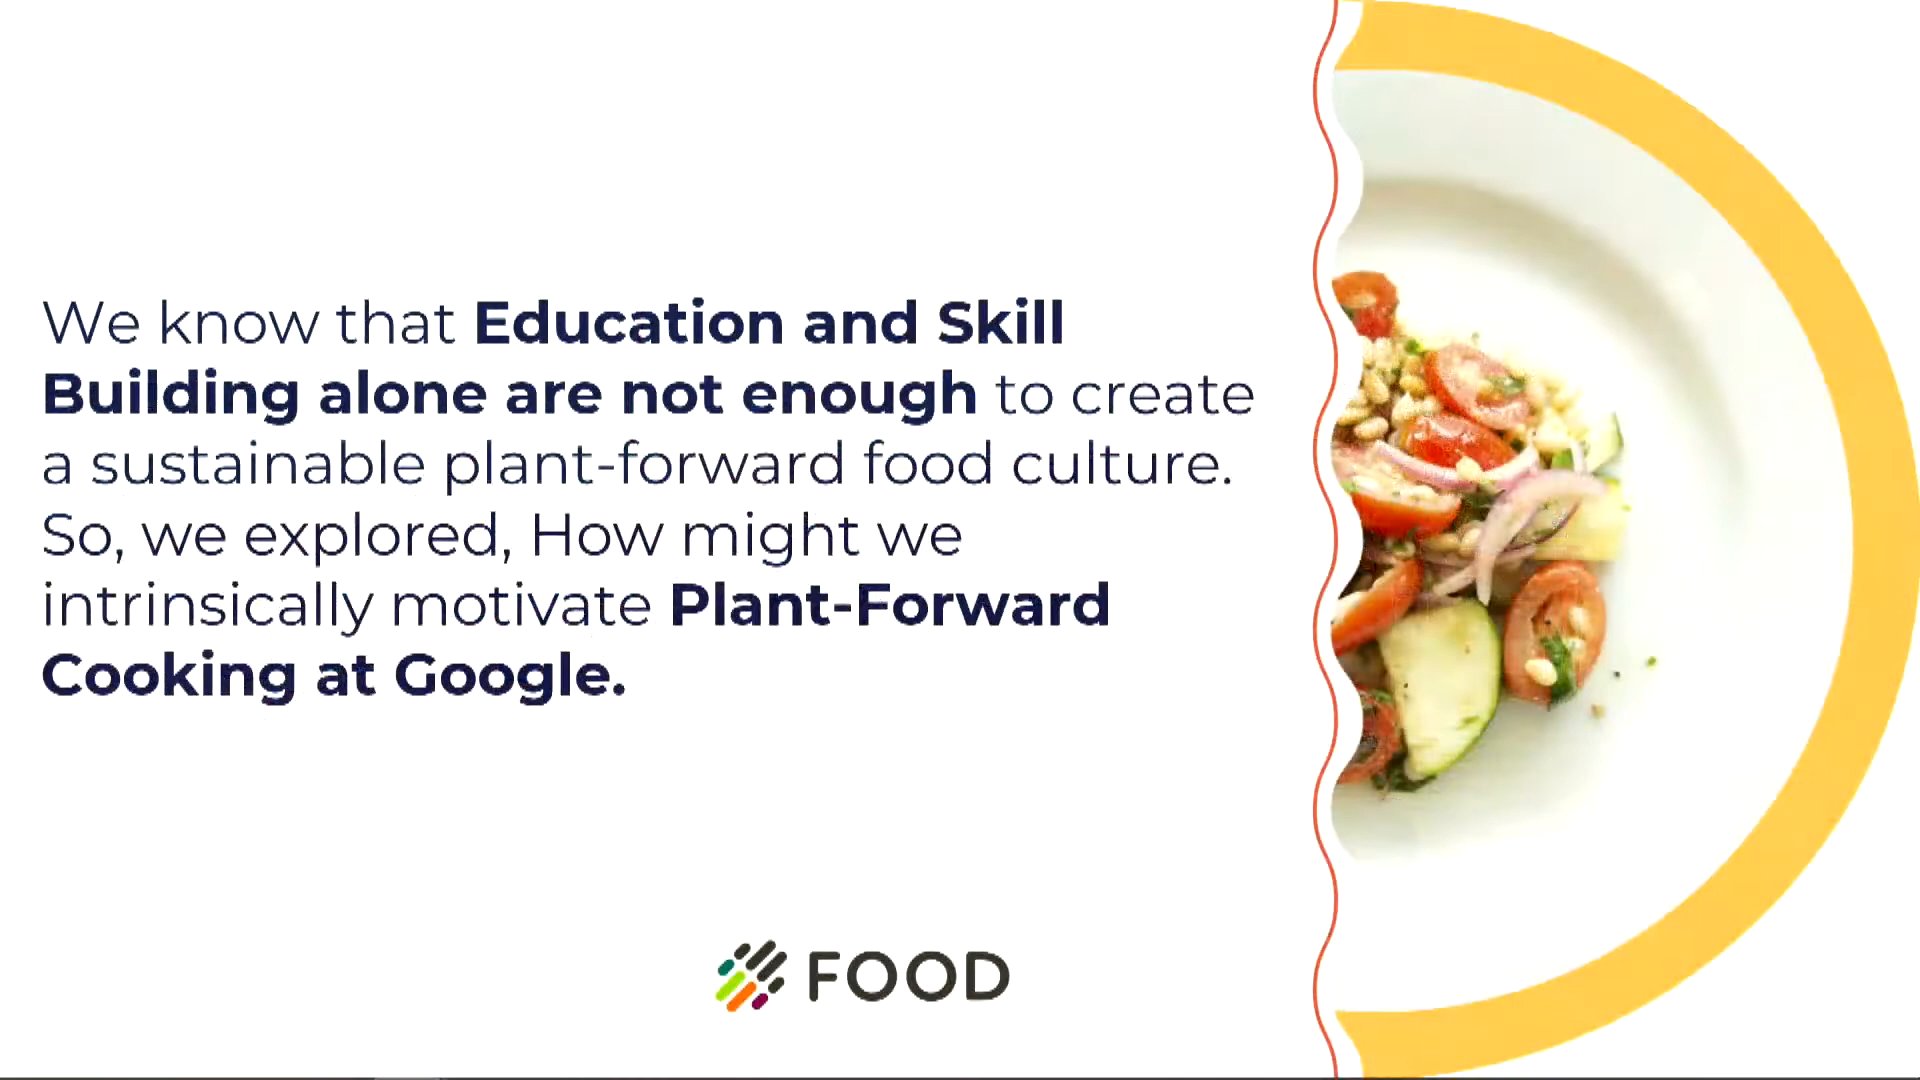 We know that Education and Skill
Building alone are not enough to create
a sustainable plant-forward food culture.
So, we explored, How might we
intrinsically motivate Plant-Forward
Cooking at Google.
FOOD